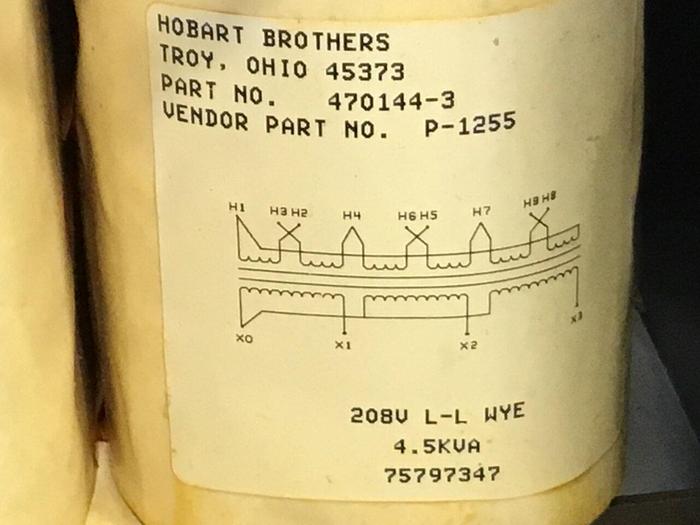 HOBART BROTHERS
TROY, OHIO 45373
PART NO. 470144-3
VENDOR PART NO. P-1255
H1 H3 H2 H4 H6 H5 H7 H9 H8
X0 X1 X2 X3
208V L-L WYE
4.5KVA
75797347